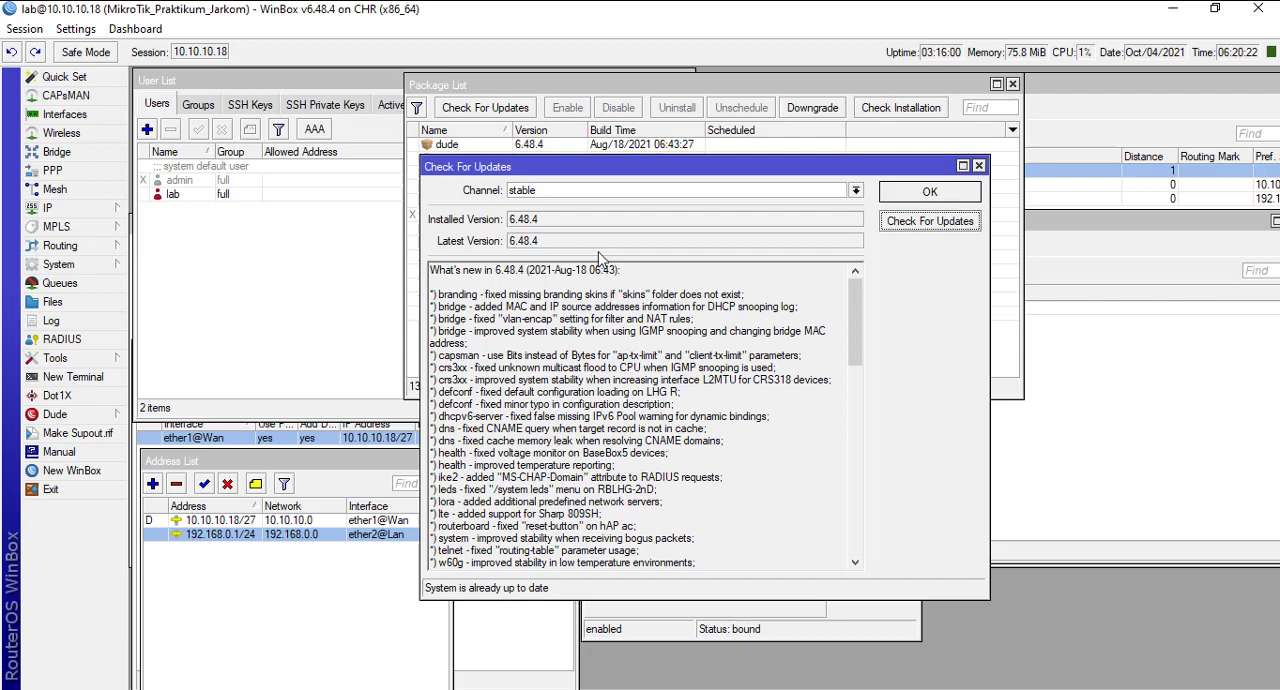 lab@10.10.10.18 (MikroTik_Praktikum_Jarkom) - WinBox v6.48.4 on CHR (x86_64)
Session Settings Dashboard
Safe Mode Session: 10.10.10.18 Uptime: 03:16:00 Memory: 75.8 MiB CPU: 1% Date: Oct/04/2021 Time: 06:20:22
Quick Set
CAPsMAN
Interfaces
Wireless
Bridge
PPP
Mesh
IP
MPLS
Routing
System
Queues
Files
Log
RADIUS
Tools
New Terminal
Dot1X
Dude
Make Supout.rif
Manual
New WinBox
Exit
RouterOS WinBox
User List
Users Groups SSH Keys SSH Private Keys Active
AAA
Name Group Allowed Address
;;; system default user
X admin full
lab full
2 items
Package List
Check For Updates Enable Disable Uninstall Unschedule Downgrade Check Installation Find
Name Version Build Time Scheduled
dude 6.48.4 Aug/18/2021 06:43:27
X
13
Check For Updates
Channel: stable OK
Installed Version: 6.48.4 Check For Updates
Latest Version: 6.48.4
What's new in 6.48.4 (2021-Aug-18 06:43):
*) branding - fixed missing branding skins if "skins" folder does not exist;
*) bridge - added MAC and IP source addresses information for DHCP snooping log;
*) bridge - fixed "vlan-encap" setting for filter and NAT rules;
*) bridge - improved system stability when using IGMP snooping and changing bridge MAC
address;
*) capsman - use Bits instead of Bytes for "ap-tx-limit" and "client-tx-limit" parameters;
*) crs3xx - fixed unknown multicast flood to CPU when IGMP snooping is used;
*) crs3xx - improved system stability when increasing interface L2MTU for CRS318 devices;
*) defconf - fixed default configuration loading on LHG R;
*) defconf - fixed minor typo in configuration description;
*) dhcpv6-server - fixed false missing IPv6 Pool warning for dynamic bindings;
*) dns - fixed CNAME query when target record is not in cache;
*) dns - fixed cache memory leak when resolving CNAME domains;
*) health - fixed voltage monitor on BaseBox5 devices;
*) health - improved temperature reporting;
*) ike2 - added "MS-CHAP-Domain" attribute to RADIUS requests;
*) leds - fixed "/system leds" menu on RBLHG-2nD;
*) lora - added additional predefined network servers;
*) lte - added support for Sharp 809SH;
*) routerboard - fixed "reset-button" on hAP ac;
*) system - improved stability when receiving bogus packets;
*) telnet - fixed "routing-table" parameter usage;
*) w60g - improved stability in low temperature environments;
System is already up to date
Find
Distance Routing Mark Pref. S
1
0 10.10
0 192.1
Find
Interface Use P... Add D... IP Address
ether1@Wan yes yes 10.10.10.18/27
Address List
Find
Address Network Interface
D 10.10.10.18/27 10.10.10.0 ether1@Wan
192.168.0.1/24 192.168.0.0 ether2@Lan
enabled Status: bound